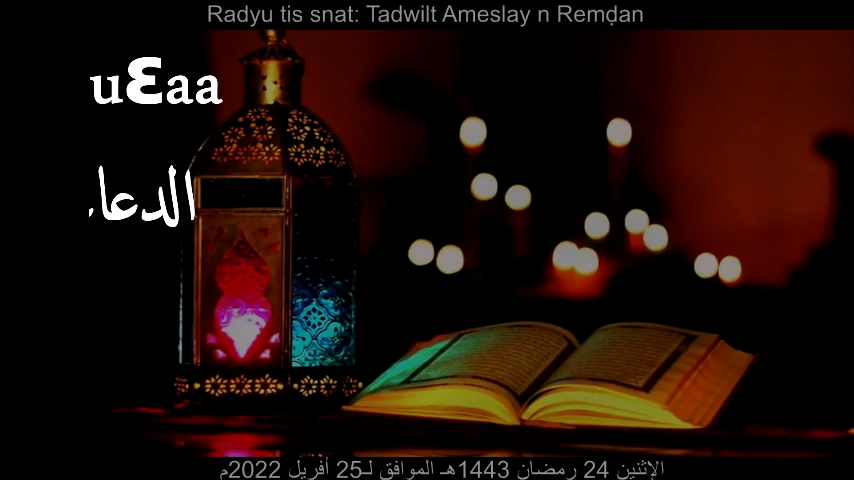 Radyu tis snat: Tadwilt Ameslay n Remḍan
uƐaa
الدعاء
الإثنين 24 رمضان 1443هـ الموافق لـ25 أفريل 2022م